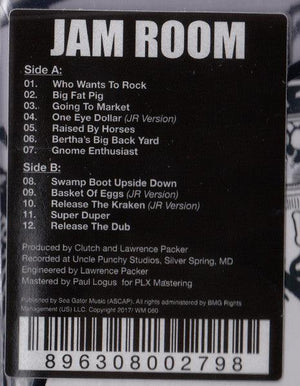 JAM ROOM
Side A:
01. Who Wants To Rock
02. Big Fat Pig
03. Going To Market
04. One Eye Dollar (JR Version)
05. Raised By Horses
06. Bertha's Big Back Yard
07. Gnome Enthusiast
Side B:
08. Swamp Boot Upside Down
09. Basket Of Eggs (JR Version)
10. Release The Kraken (JR Version)
11. Super Duper
12. Release The Dub
Produced by Clutch and Lawrence Packer
Recorded at Uncle Punchy Studios, Silver Spring, MD
Engineered by Lawrence Packer
Mastered by Paul Logus for PLX Mastering
Published by Sea Gator Music (ASCAP). All rights administered by BMG Rights
Management (US) LLC. Copyright 2017/ WM 060
896308002798